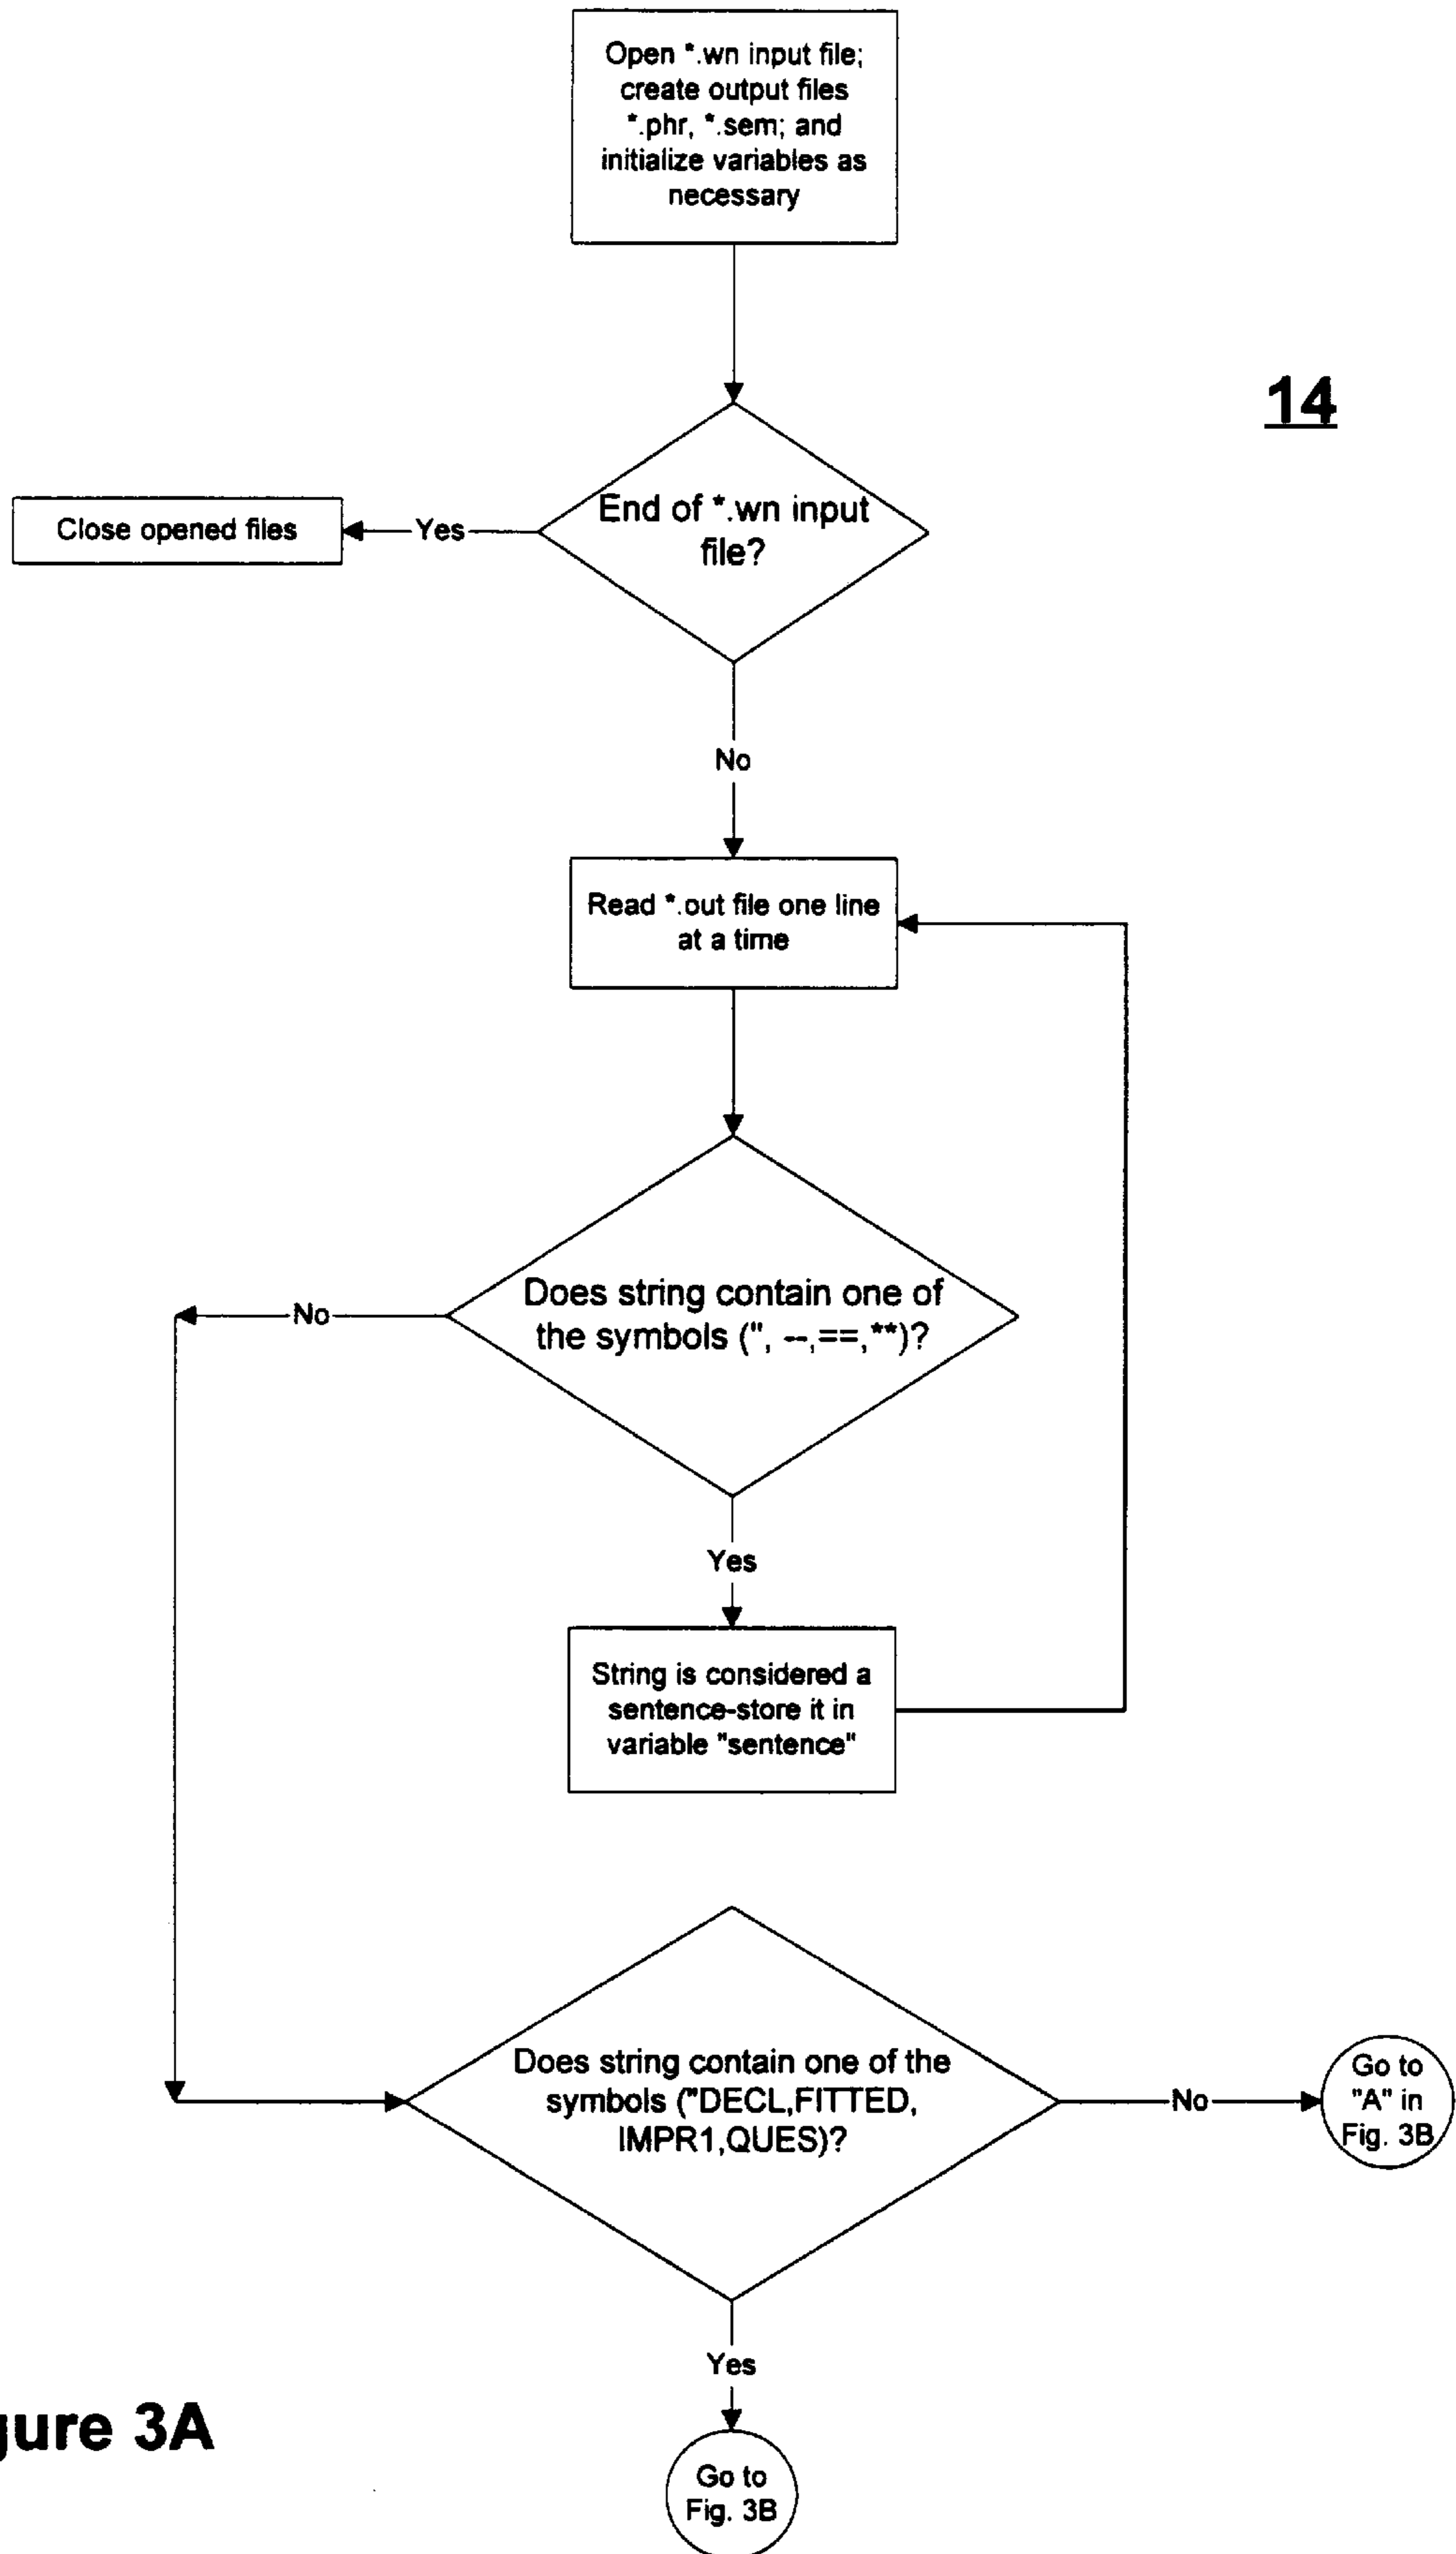 Open *.wn input file;
create output files
*.phr, *.sem; and
initialize variables as
necessary
14
End of *.wn input
file?
Yes
Close opened files
No
Read *.out file one line
at a time
Does string contain one of
the symbols (", --,==,**)?
No
Yes
String is considered a
sentence-store it in
variable "sentence"
Does string contain one of the
symbols ("DECL,FITTED,
IMPR1,QUES)?
No
Go to
"A" in
Fig. 3B
Yes
Go to
Fig. 3B
gure 3A